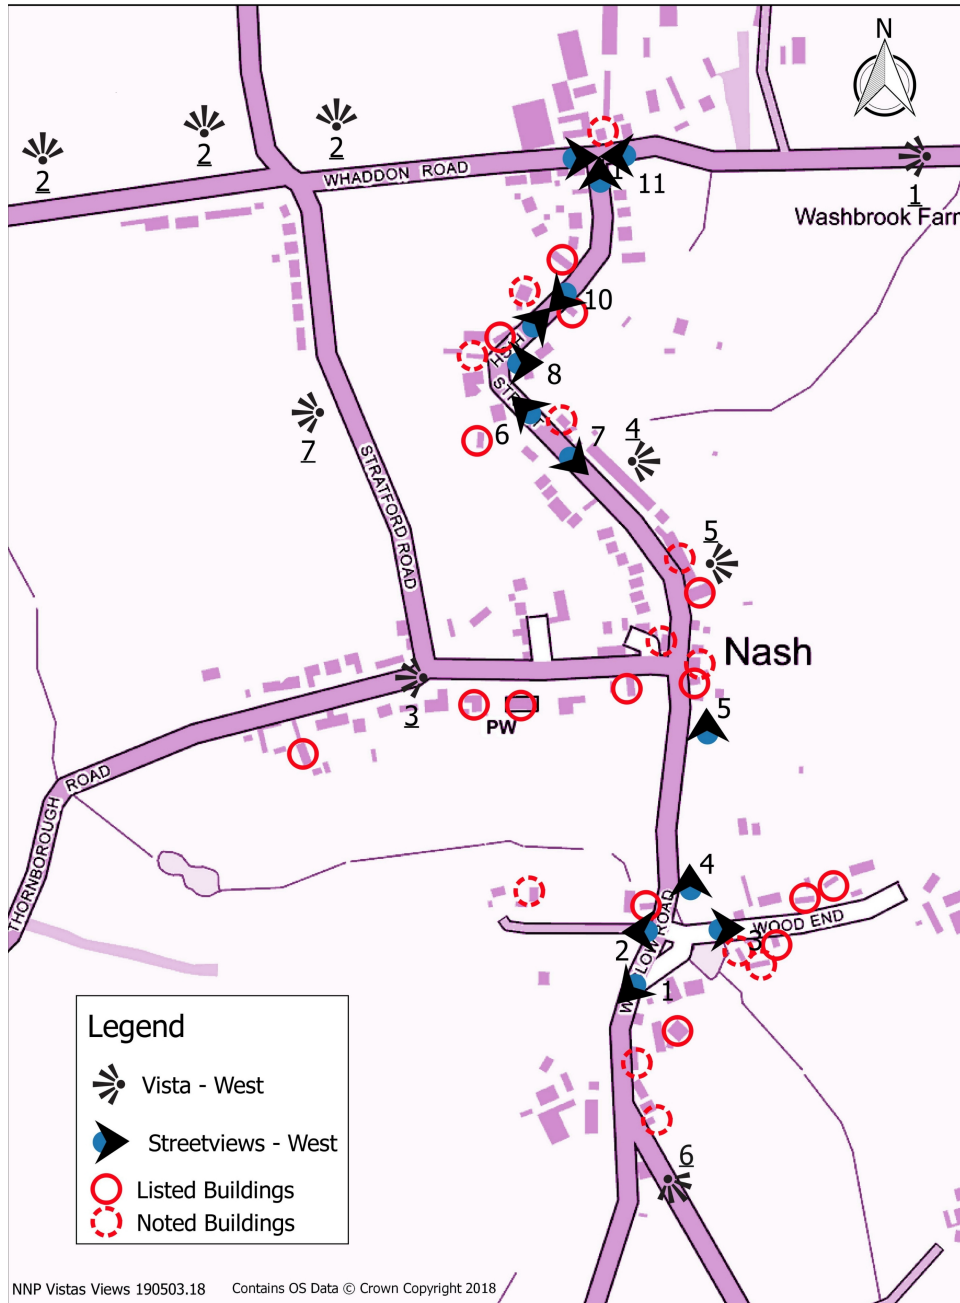 N
2
2
2
WHADDON ROAD
11
1
Washbrook Farm
10
8
STRATFORD ROAD
6
7
4
7
5
Nash
3
PW
5
THORNBOROUGH ROAD
4
2
3
WOOD END
1
6
Legend
Vista - West
Streetviews - West
Listed Buildings
Noted Buildings
NNP Vistas Views 190503.18
Contains OS Data © Crown Copyright 2018